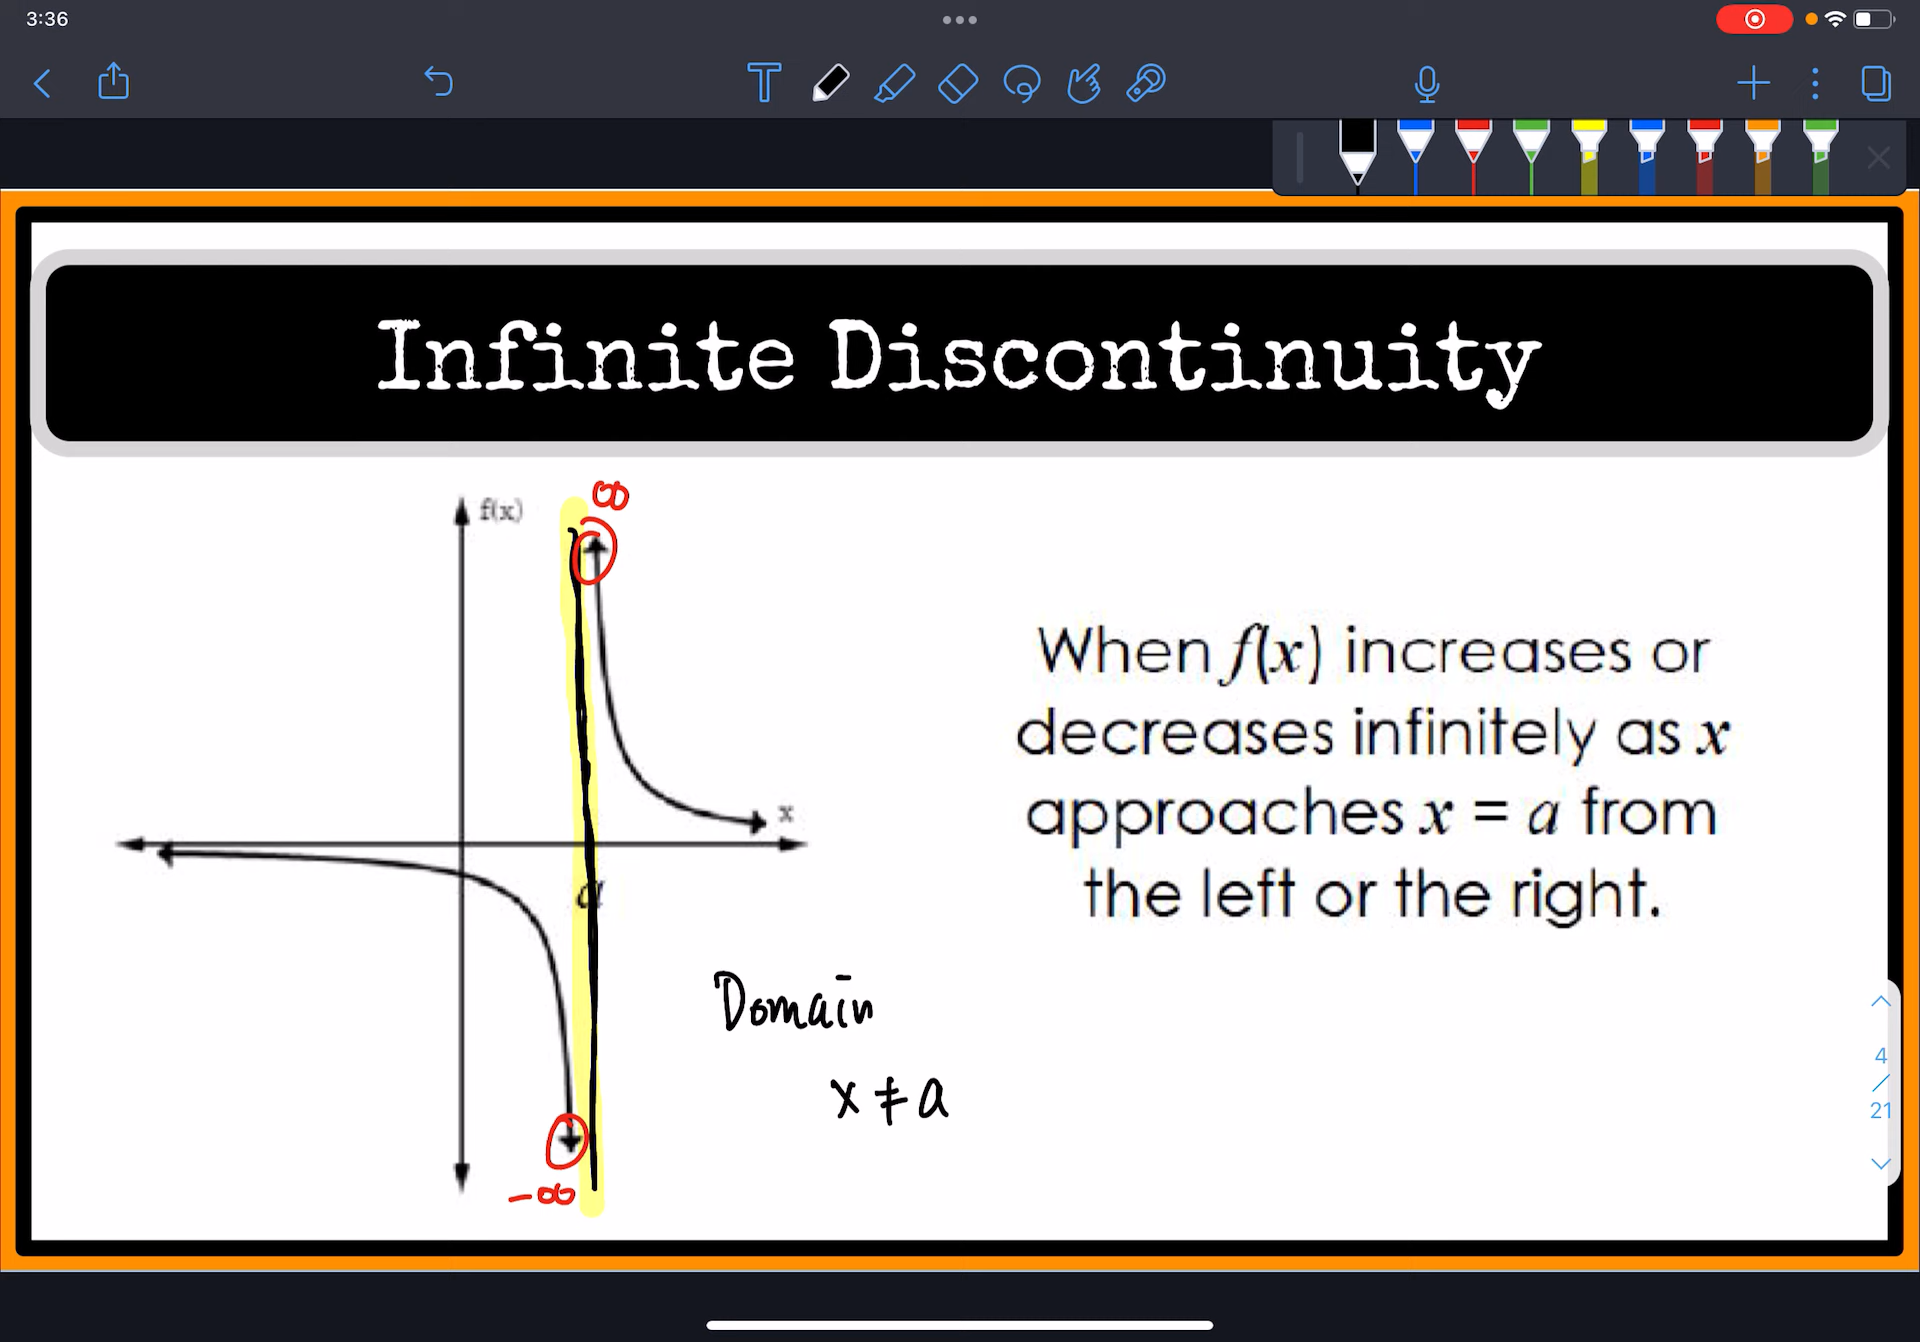 3:36
Infinite Discontinuity
∞
f(x)
x
a
-∞
When f(x) increases or
decreases infinitely as x
approaches x = a from
the left or the right.
Domain
x ≠ a
4
/
21